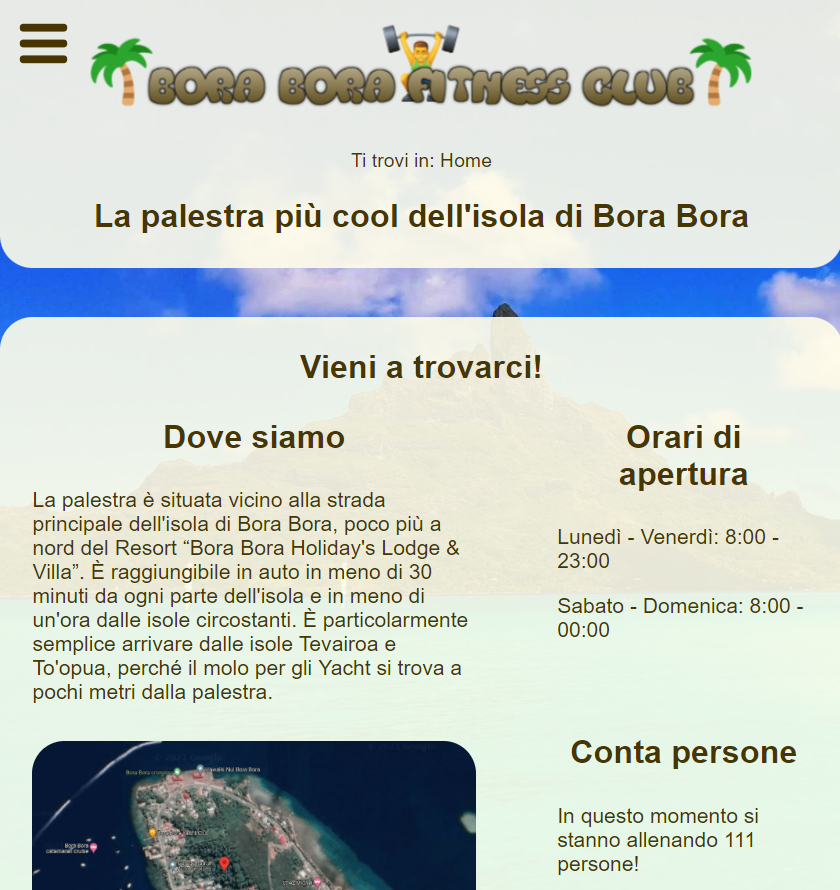 BORA BORA FITNESS CLUB
Ti trovi in: Home
La palestra più cool dell'isola di Bora Bora
Vieni a trovarci!
Dove siamo
La palestra è situata vicino alla strada
principale dell'isola di Bora Bora, poco più a
nord del Resort “Bora Bora Holiday's Lodge &
Villa”. È raggiungibile in auto in meno di 30
minuti da ogni parte dell'isola e in meno di
un'ora dalle isole circostanti. È particolarmente
semplice arrivare dalle isole Tevairoa e
To'opua, perché il molo per gli Yacht si trova a
pochi metri dalla palestra.
Orari di
apertura
Lunedì - Venerdì: 8:00 -
23:00
Sabato - Domenica: 8:00 -
00:00
Conta persone
In questo momento si
stanno allenando 111
persone!
Bora Bora
catamaran cruise